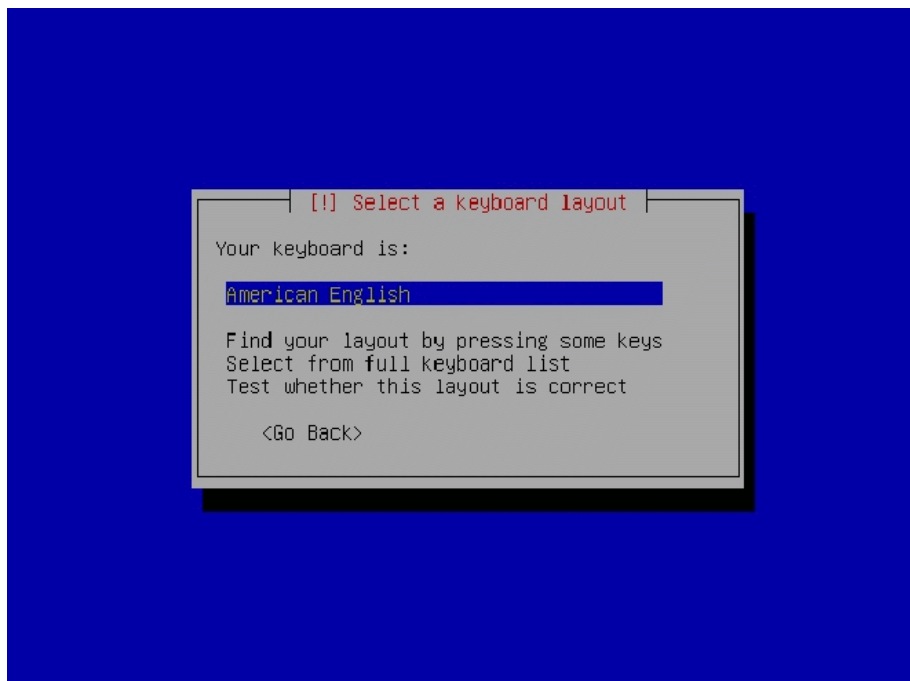 [!] Select a keyboard layout
Your keyboard is:
American English
Find your layout by pressing some keys
Select from full keyboard list
Test whether this layout is correct
<Go Back>